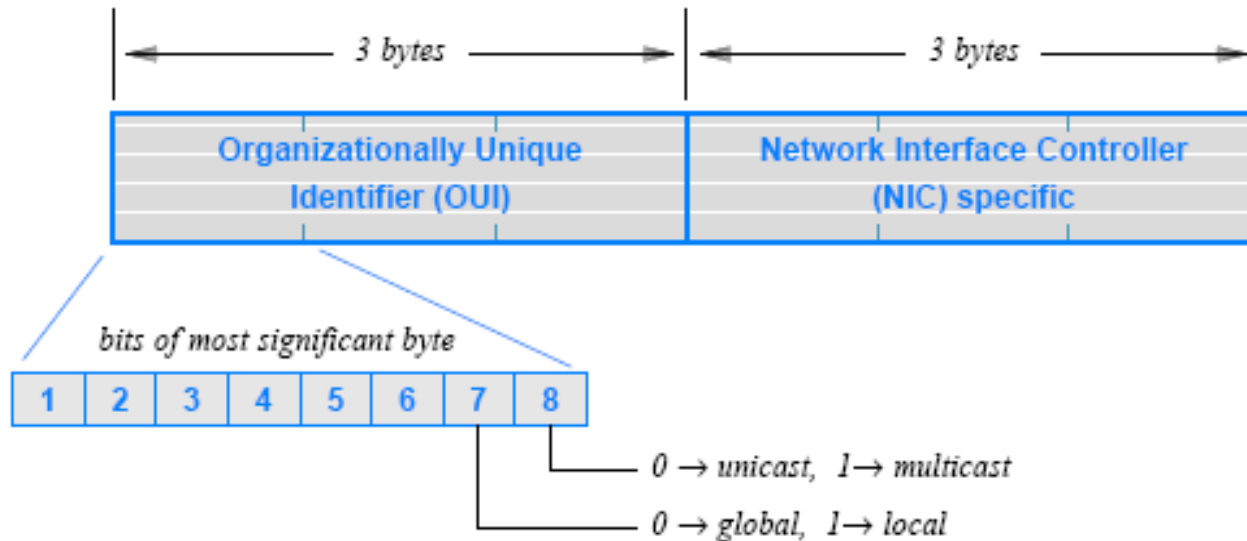 3 bytes
3 bytes
Organizationally Unique
Identifier (OUI)
Network Interface Controller
(NIC) specific
bits of most significant byte
1 2 3 4 5 6 7 8
0 → unicast, 1→ multicast
0 → global, 1→ local